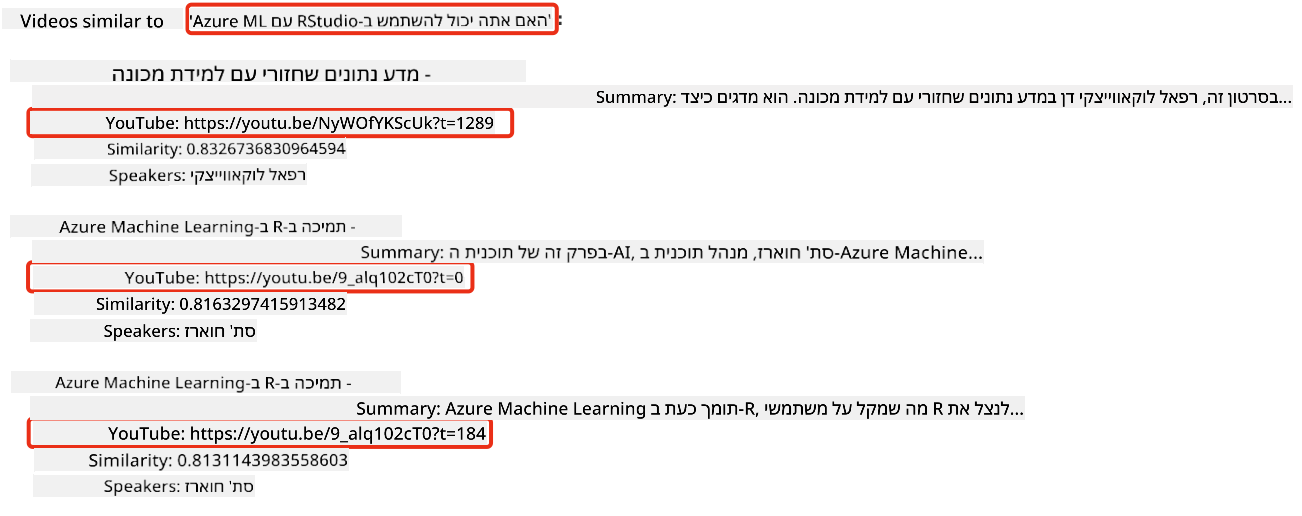 Videos similar to 'האם אתה יכול להשתמש ב-RStudio עם Azure ML':
- מדע נתונים שחזורי עם למידת מכונה
Summary: בסרטון זה, רפאל לוקאווייצקי דן במדע נתונים שחזורי עם למידת מכונה. הוא מדגים כיצד...
YouTube: https://youtu.be/NyWOfYKScUk?t=1289
Similarity: 0.8326736830964594
Speakers: רפאל לוקאווייצקי
- תמיכה ב-R ב-Azure Machine Learning
Summary: בפרק זה של תוכנית ה-AI, סת' חוארז, מנהל תוכנית ב-Azure Machine...
YouTube: https://youtu.be/9_alq102cT0?t=0
Similarity: 0.8163297415913482
Speakers: סת' חוארז
- תמיכה ב-R ב-Azure Machine Learning
Summary: Azure Machine Learning תומך כעת ב-R, מה שמקל על משתמשי R לנצל את...
YouTube: https://youtu.be/9_alq102cT0?t=184
Similarity: 0.8131143983558603
Speakers: סת' חוארז